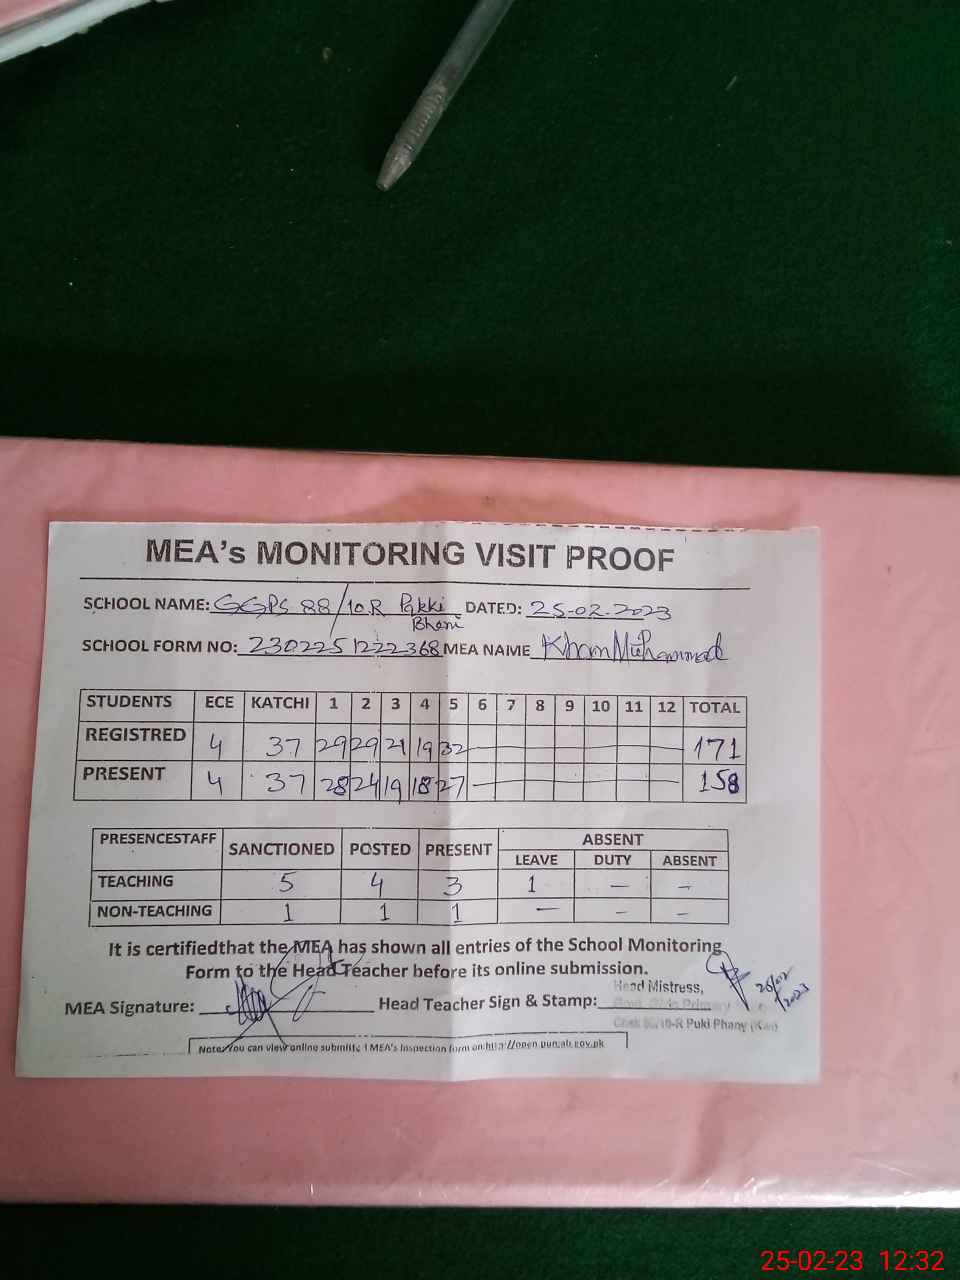 MEA's MONITORING VISIT PROOF
SCHOOL NAME: GGPS 88/10.R Pakki Bheni DATED: 25-02-2023
SCHOOL FORM NO: 2302251222368 MEA NAME Khan Muhammad
STUDENTS ECE KATCHI 1 2 3 4 5 6 7 8 9 10 11 12 TOTAL
REGISTRED 4 37 29 29 21 19 32 171
PRESENT 4 37 28 24 19 18 27 — 158
PRESENCESTAFF SANCTIONED POSTED PRESENT ABSENT
LEAVE DUTY ABSENT
TEACHING 5 4 3 1 — —
NON-TEACHING 1 1 1 — — —
It is certifiedthat the MEA has shown all entries of the School Monitoring
Form to the Head Teacher before its online submission.
MEA Signature: Head Teacher Sign & Stamp:
Head Mistress,
Primary
Puki Phany
Note: You can view online MEA's Inspection form on:http://open.punjab.gov.pk
25-02-23 12:32